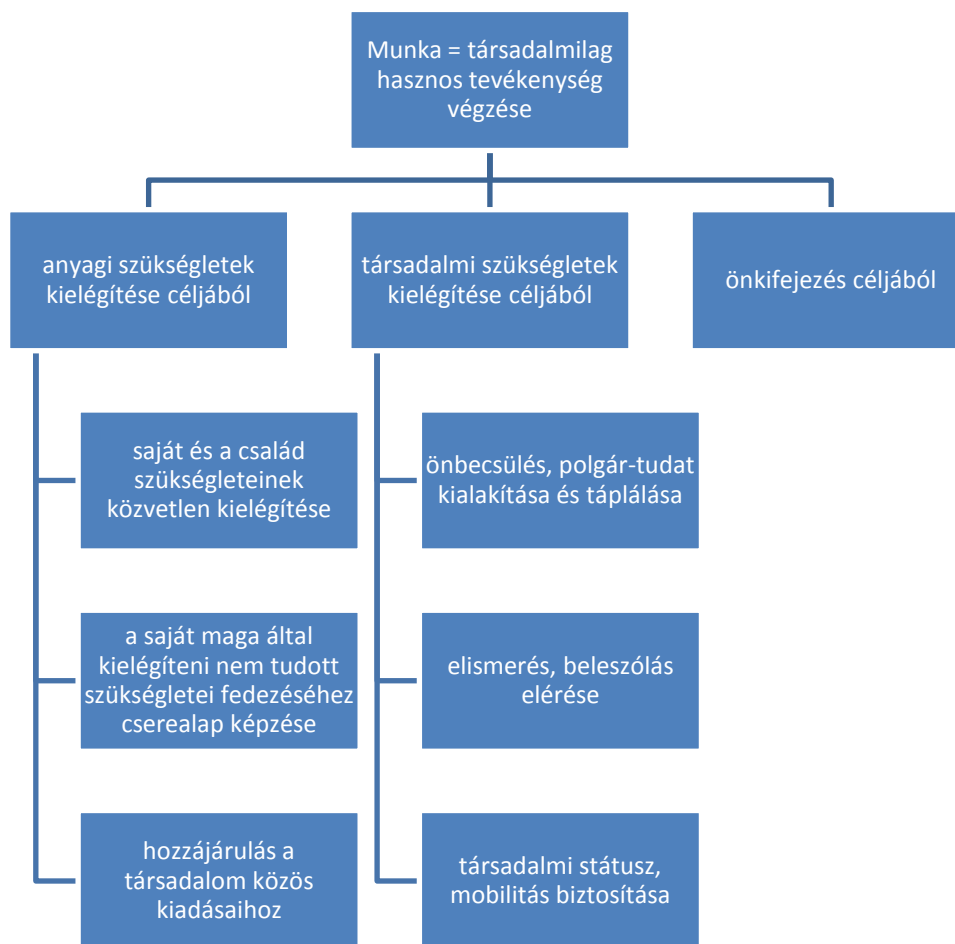 Munka = társadalmilag
hasznos tevékenység
végzése
anyagi szükségletek
kielégítése céljából
társadalmi szükségletek
kielégítése céljából
önkifejezés céljából
saját és a család
szükségleteinek
közvetlen kielégítése
önbecsülés, polgár-tudat
kialakítása és táplálása
a saját maga által
kielégíteni nem tudott
szükségletei fedezéséhez
cserealap képzése
elismerés, beleszólás
elérése
hozzájárulás a
társadalom közös
kiadásaihoz
társadalmi státusz,
mobilitás biztosítása